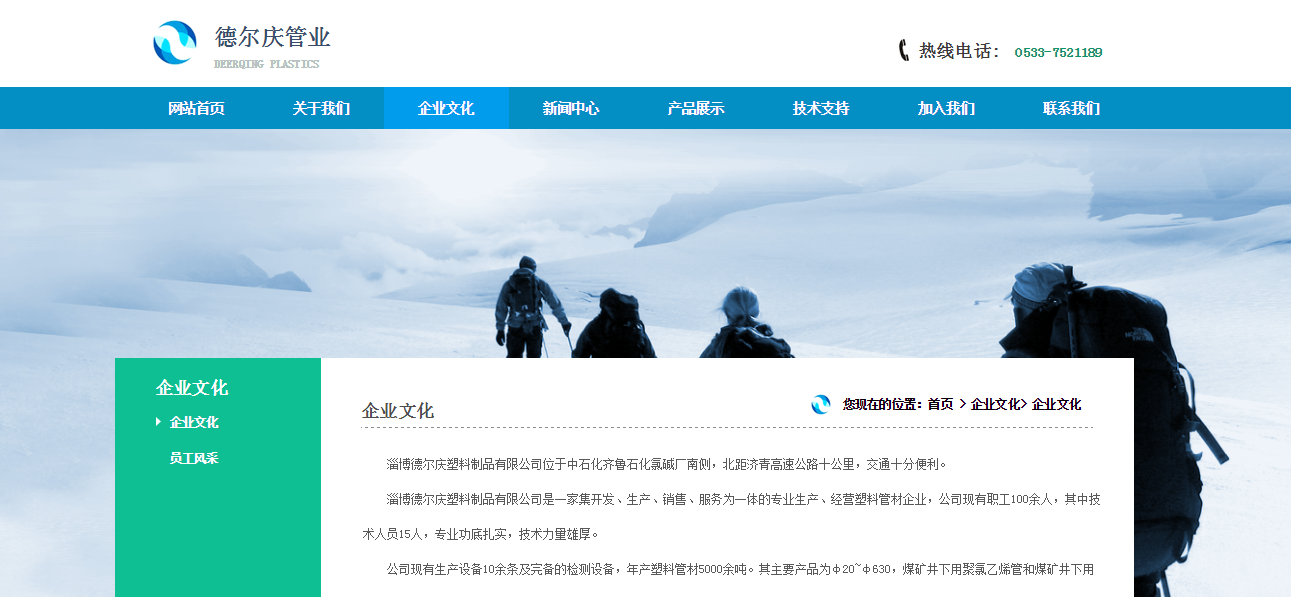 德尔庆管业
DEERQING PLASTICS
热线电话： 0533-7521189
网站首页 关于我们 企业文化 新闻中心 产品展示 技术支持 加入我们 联系我们
企业文化
企业文化
员工风采
企业文化
您现在的位置：首页 > 企业文化> 企业文化
淄博德尔庆塑料制品有限公司位于中石化齐鲁石化氯碱厂南侧，北距济青高速公路十公里，交通十分便利。
淄博德尔庆塑料制品有限公司是一家集开发、生产、销售、服务为一体的专业生产、经营塑料管材企业，公司现有职工100余人，其中技
术人员15人，专业功底扎实，技术力量雄厚。
公司现有生产设备10余条及完备的检测设备，年产塑料管材5000余吨。其主要产品为φ20~φ630，煤矿井下用聚氯乙烯管和煤矿井下用